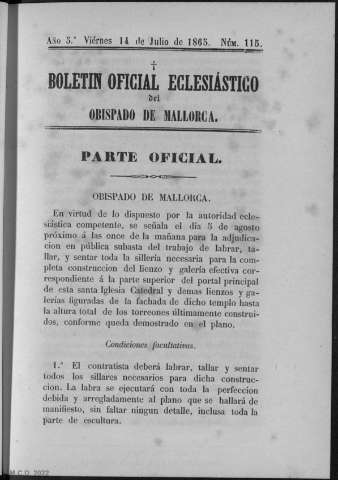 Año 5.° Viérnes 14 de Julio de 1865. Núm. 115.
BOLETIN OFICIAL ECLESIÁSTICO
del
OBISPADO DE MALLORCA.
PARTE OFICIAL.
OBISPADO DE MALLORCA.
En virtud de lo dispuesto por la autoridad ecle-
siástica competente, se señala el dia 5 de agosto
próximo á las once de la mañana para la adjudica-
cion en pública subasta del trabajo de labrar, ta-
llar, y sentar toda la sillería necesaria para la com-
pleta construccion del lienzo y galería efectiva cor-
respondiente á la parte superior del portal principal
de esta santa Iglesia Catedral y demas lienzos y ga-
lerías figuradas de la fachada de dicho templo hasta
la altura total de los torreones últimamente construi-
dos, conforme queda demostrado en el plano.
Condiciones facultativas.
1.ª El contratista deberá labrar, tallar y sentar
todos los sillares necesarios para dicha construc-
cion. La labra se ejecutará con toda la perfeccion
debida y arregladamente al plano que se hallará de
manifiesto, sin faltar ningun detalle, inclusa toda la
parte de escultura.
M.C.D. 2022